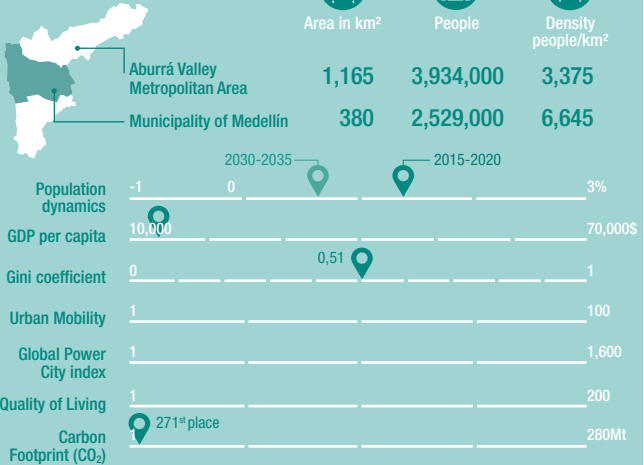 Area in km²
People
Density
people/km²
Aburrá Valley
Metropolitan Area
1,165
3,934,000
3,375
Municipality of Medellín
380
2,529,000
6,645
2030-2035
2015-2020
Population
dynamics
-1
0
3%
GDP per capita
10,000
70,000$
Gini coefficient
0
0,51
1
Urban Mobility
1
100
Global Power
City index
1
1,600
Quality of Living
1
200
Carbon
Footprint (CO₂)
1
271st place
280Mt